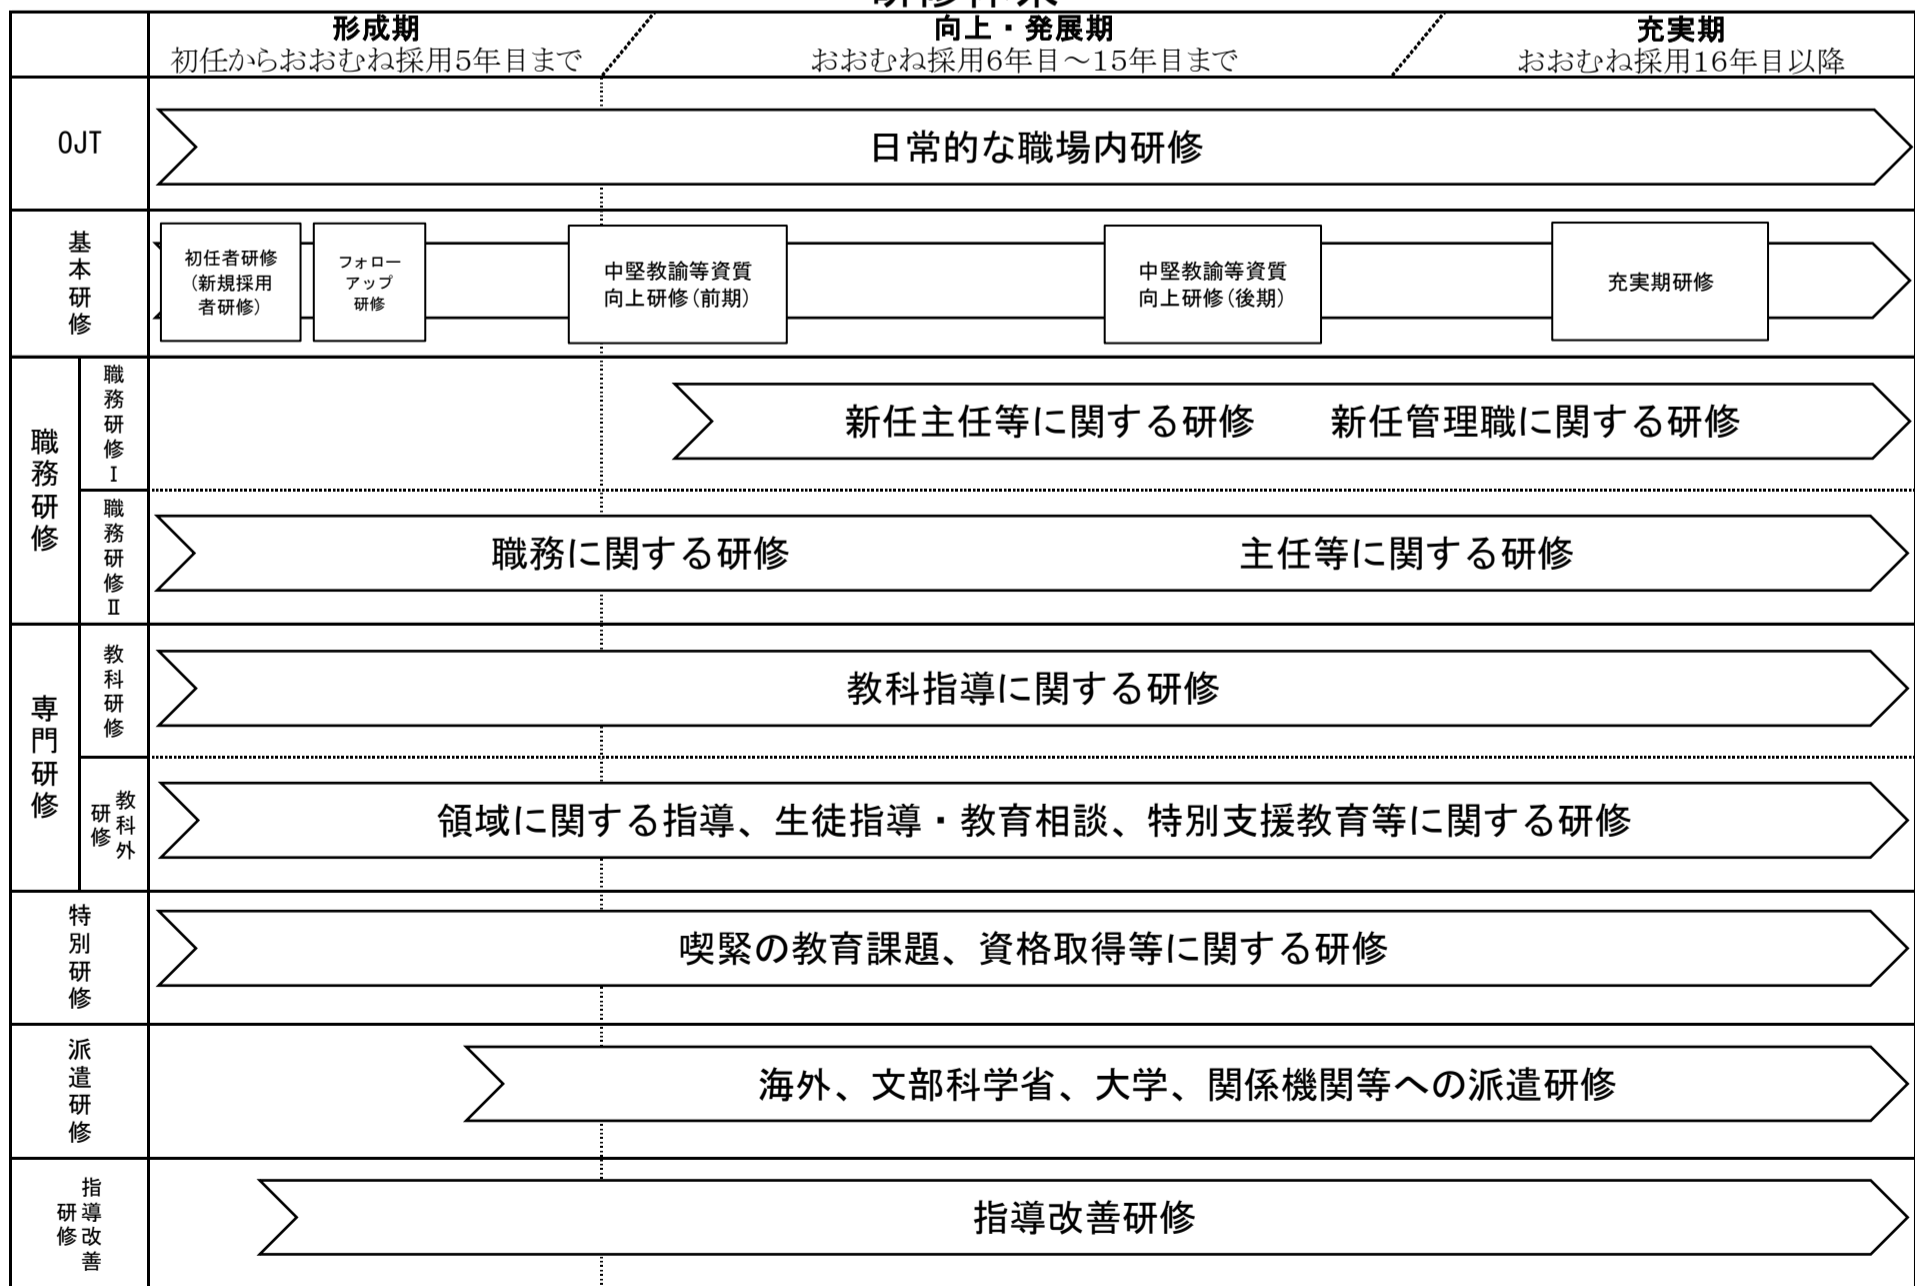 形成期
初任からおおむね採用5年目まで
向上・発展期
おおむね採用6年目～15年目まで
充実期
おおむね採用16年目以降
OJT
日常的な職場内研修
基本研修
初任者研修
(新規採用
者研修)
フォロー
アップ
研修
中堅教諭等資質
向上研修(前期)
中堅教諭等資質
向上研修(後期)
充実期研修
職務研修
職務研修Ⅰ
新任主任等に関する研修　新任管理職に関する研修
職務研修Ⅱ
職務に関する研修　主任等に関する研修
専門研修
教科研修
教科指導に関する研修
教科外
研修
領域に関する指導、生徒指導・教育相談、特別支援教育等に関する研修
特別研修
喫緊の教育課題、資格取得等に関する研修
派遣研修
海外、文部科学省、大学、関係機関等への派遣研修
指導改善
研修
指導改善研修